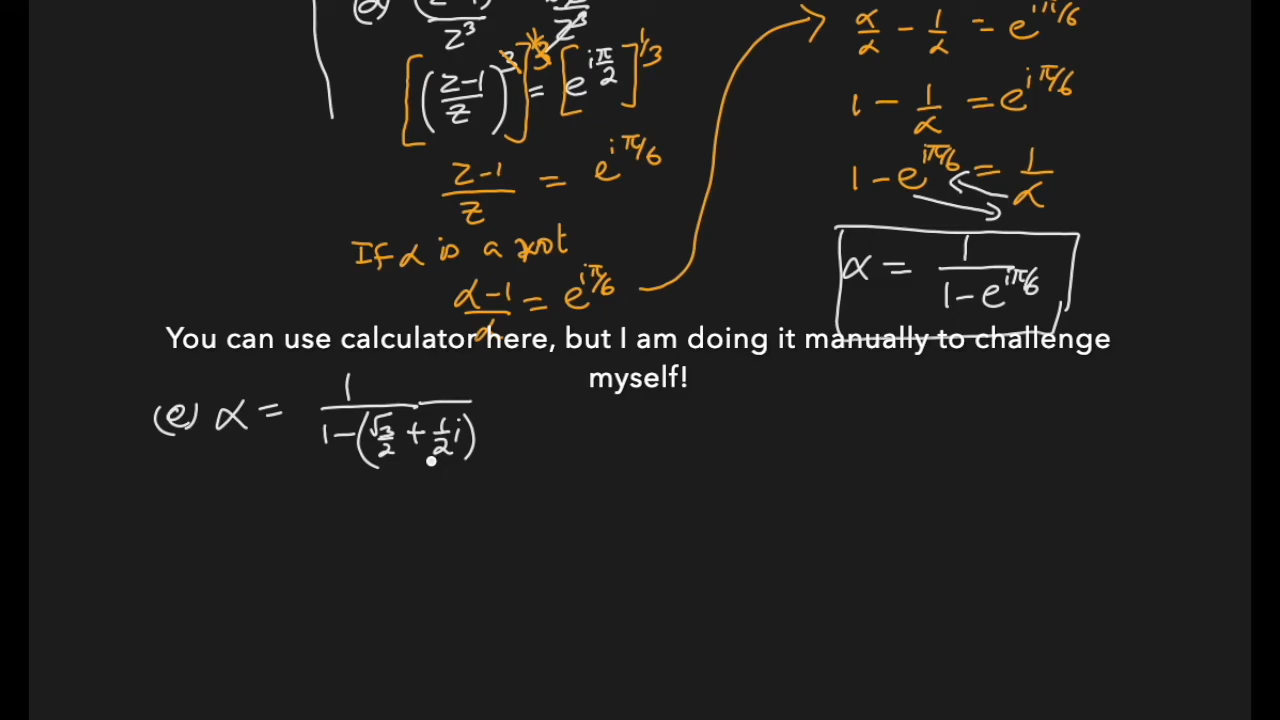 z³
[((z-1)/z)³]^(1/3) = [e^(iπ/2)]^(1/3)
(z-1)/z = e^(iπ/6)
If α is a root
(α-1)/α = e^(iπ/6)
α/α - 1/α = e^(iπ/6)
1 - 1/α = e^(iπ/6)
1 - e^(iπ/6) = 1/α
α = 1/(1 - e^(iπ/6))
You can use calculator here, but I am doing it manually to challenge
myself!
(e) α = 1/(1 - (√3/2 + 1/2 i))